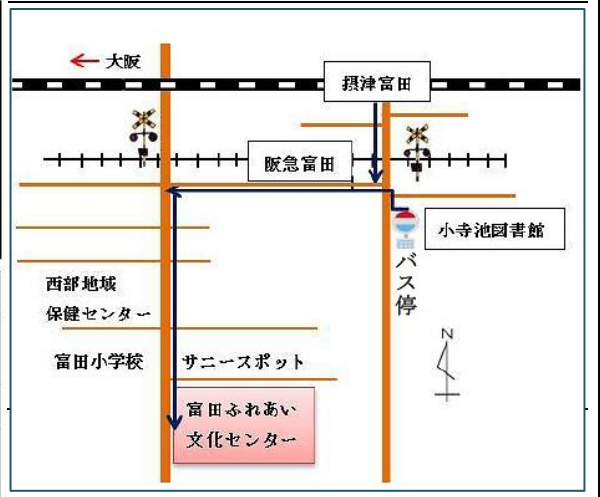 大阪
摂津富田
阪急富田
小寺池図書館
バス停
西部地域
保健センター
N
富田小学校
サニースポット
富田ふれあい
文化センター